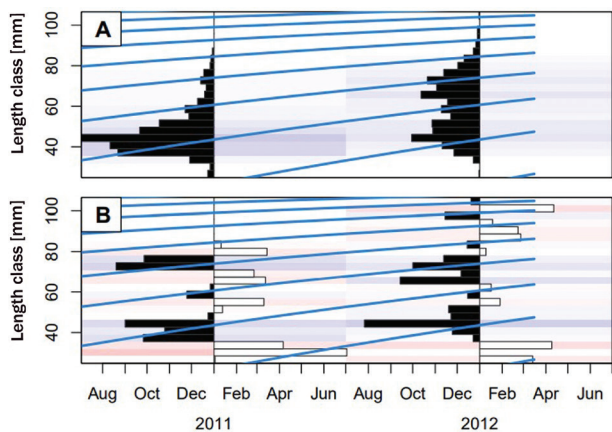 A
Length class [mm]
100
80
60
40
B
Length class [mm]
100
80
60
40
Aug Oct Dec Feb Apr Jun Aug Oct Dec Feb Apr Jun
2011 2012